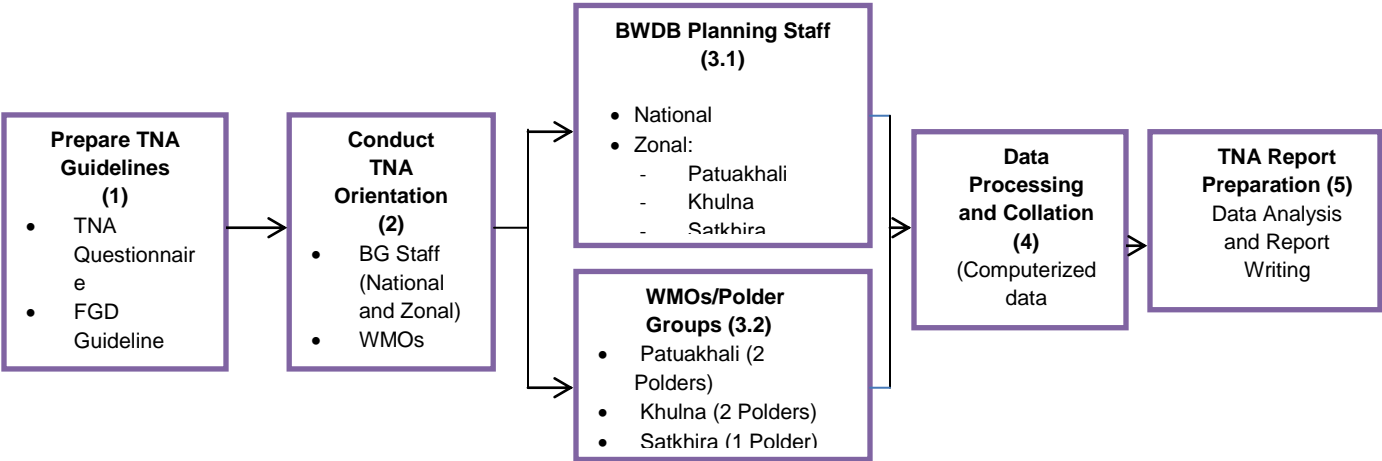 Prepare TNA
Guidelines
(1)
• TNA
Questionnair
e
• FGD
Guideline
Conduct
TNA
Orientation
(2)
• BG Staff
(National
and Zonal)
• WMOs
BWDB Planning Staff
(3.1)
• National
• Zonal:
- Patuakhali
- Khulna
- Satkhira
WMOs/Polder
Groups (3.2)
• Patuakhali (2
Polders)
• Khulna (2 Polders)
• Satkhira (1 Polder)
Data
Processing
and Collation
(4)
(Computerized
data
TNA Report
Preparation (5)
Data Analysis
and Report
Writing